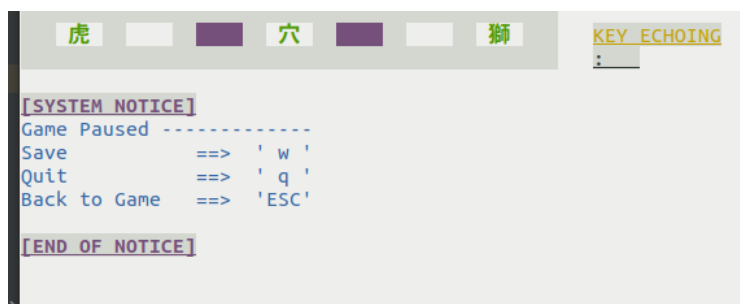 虎 穴 獅 KEY ECHOING
:
[SYSTEM NOTICE]
Game Paused -------------
Save ==> ' w '
Quit ==> ' q '
Back to Game ==> 'ESC'
[END OF NOTICE]